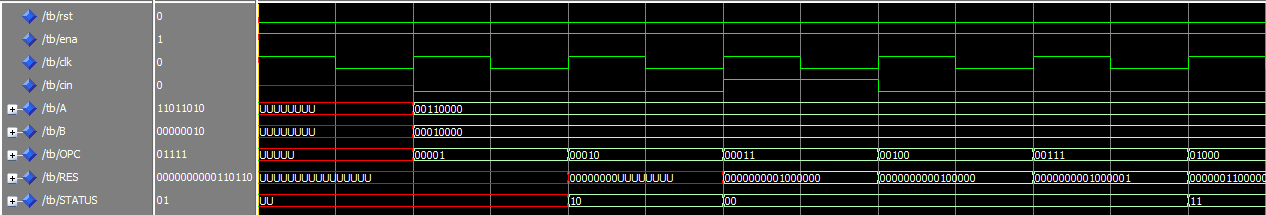 /tb/rst 0
/tb/ena 1
/tb/clk 0
/tb/cin 0
/tb/A 11011010 UUUUUUUU 00110000
/tb/B 00000010 UUUUUUUU 00010000
/tb/OPC 01111 UUUUU 00001 00010 00011 00100 00111 01000
/tb/RES 0000000000110110 UUUUUUUUUUUUUUUU 00000000UUUUUUUU 0000000001000000 0000000000100000 0000000001000001 0000001100000
/tb/STATUS 01 UU 10 00 11